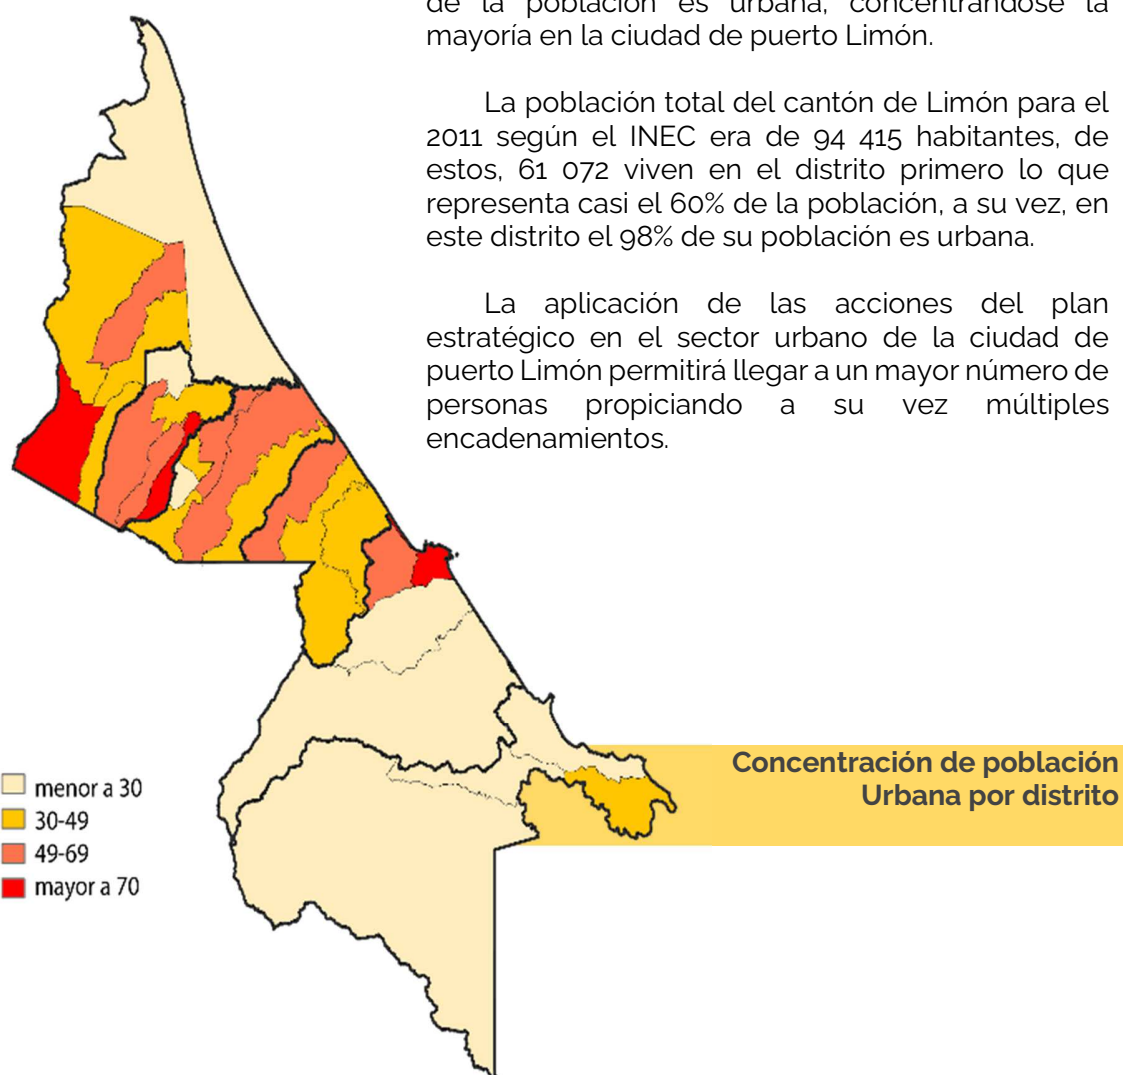 de la población es urbana, concentrándose la
mayoría en la ciudad de puerto Limón.
La población total del cantón de Limón para el
2011 según el INEC era de 94 415 habitantes, de
estos, 61 072 viven en el distrito primero lo que
representa casi el 60% de la población, a su vez, en
este distrito el 98% de su población es urbana.
La aplicación de las acciones del plan
estratégico en el sector urbano de la ciudad de
puerto Limón permitirá llegar a un mayor número de
personas propiciando a su vez múltiples
encadenamientos.
Concentración de población
Urbana por distrito
menor a 30
30-49
49-69
mayor a 70